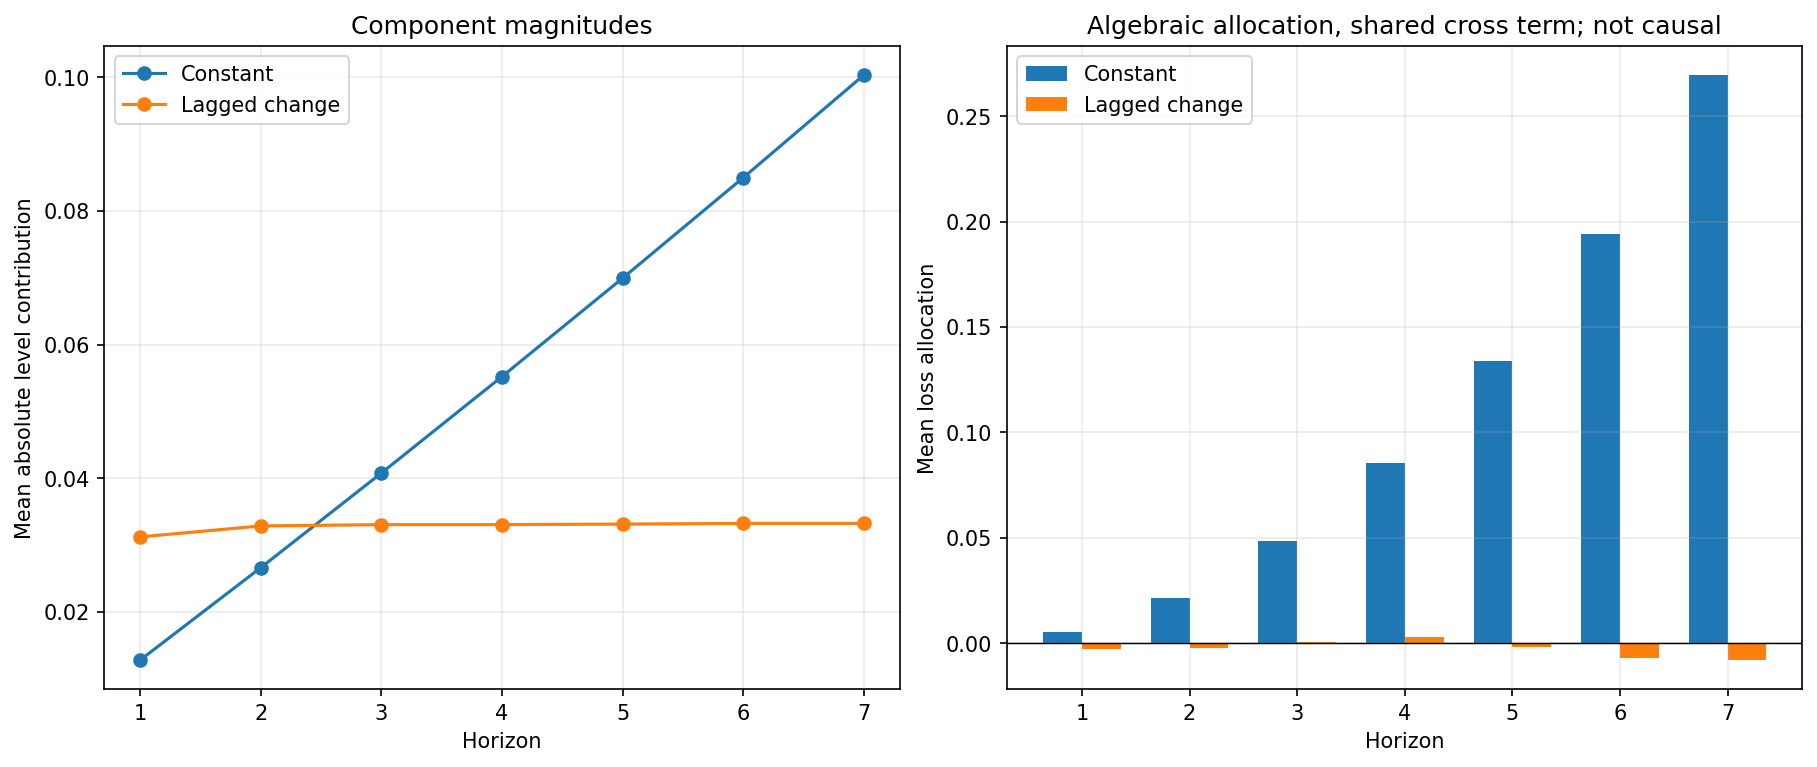 Component magnitudes
Constant
Lagged change
Mean absolute level contribution
0.10
0.08
0.06
0.04
0.02
1 2 3 4 5 6 7
Horizon
Algebraic allocation, shared cross term; not causal
Constant
Lagged change
Mean loss allocation
0.25
0.20
0.15
0.10
0.05
0.00
1 2 3 4 5 6 7
Horizon